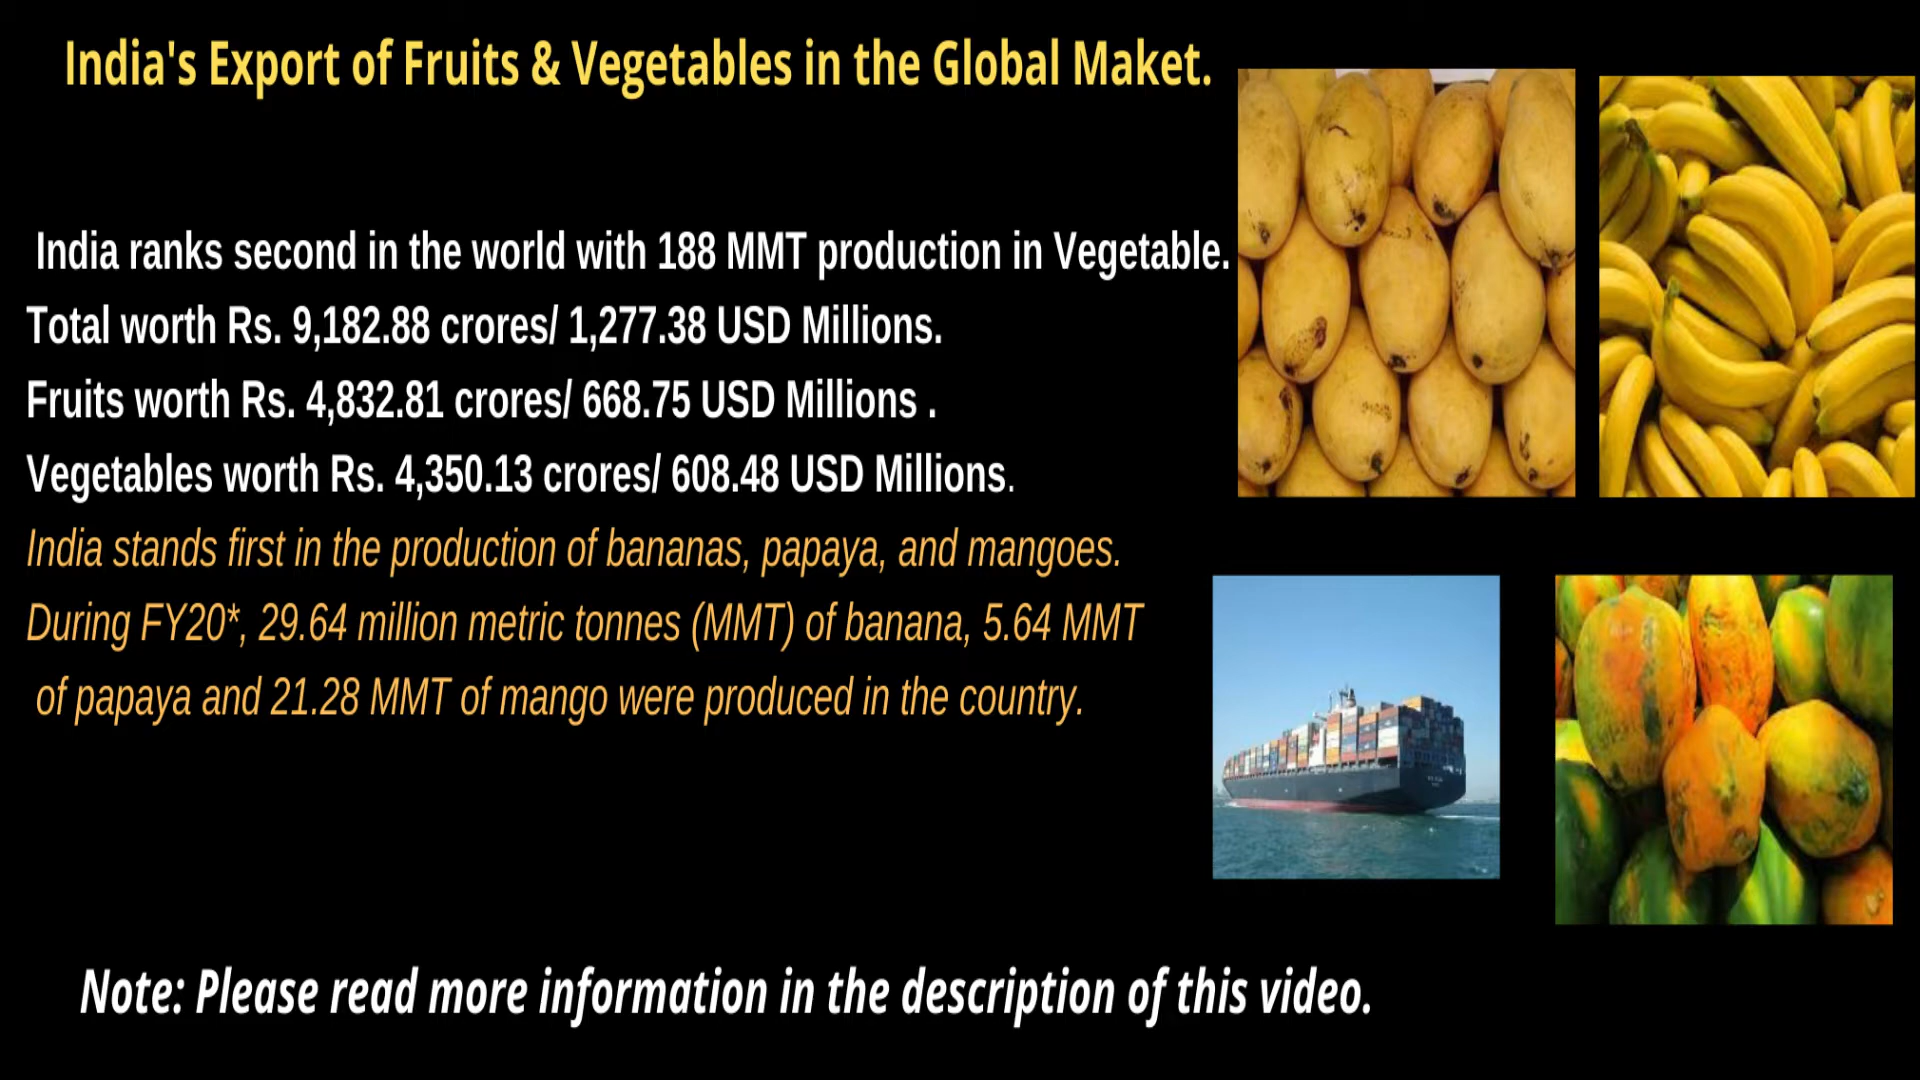 India's Export of Fruits & Vegetables in the Global Maket.
India ranks second in the world with 188 MMT production in Vegetable.
Total worth Rs. 9,182.88 crores/ 1,277.38 USD Millions.
Fruits worth Rs. 4,832.81 crores/ 668.75 USD Millions .
Vegetables worth Rs. 4,350.13 crores/ 608.48 USD Millions.
India stands first in the production of bananas, papaya, and mangoes.
During FY20*, 29.64 million metric tonnes (MMT) of banana, 5.64 MMT
of papaya and 21.28 MMT of mango were produced in the country.
Note: Please read more information in the description of this video.